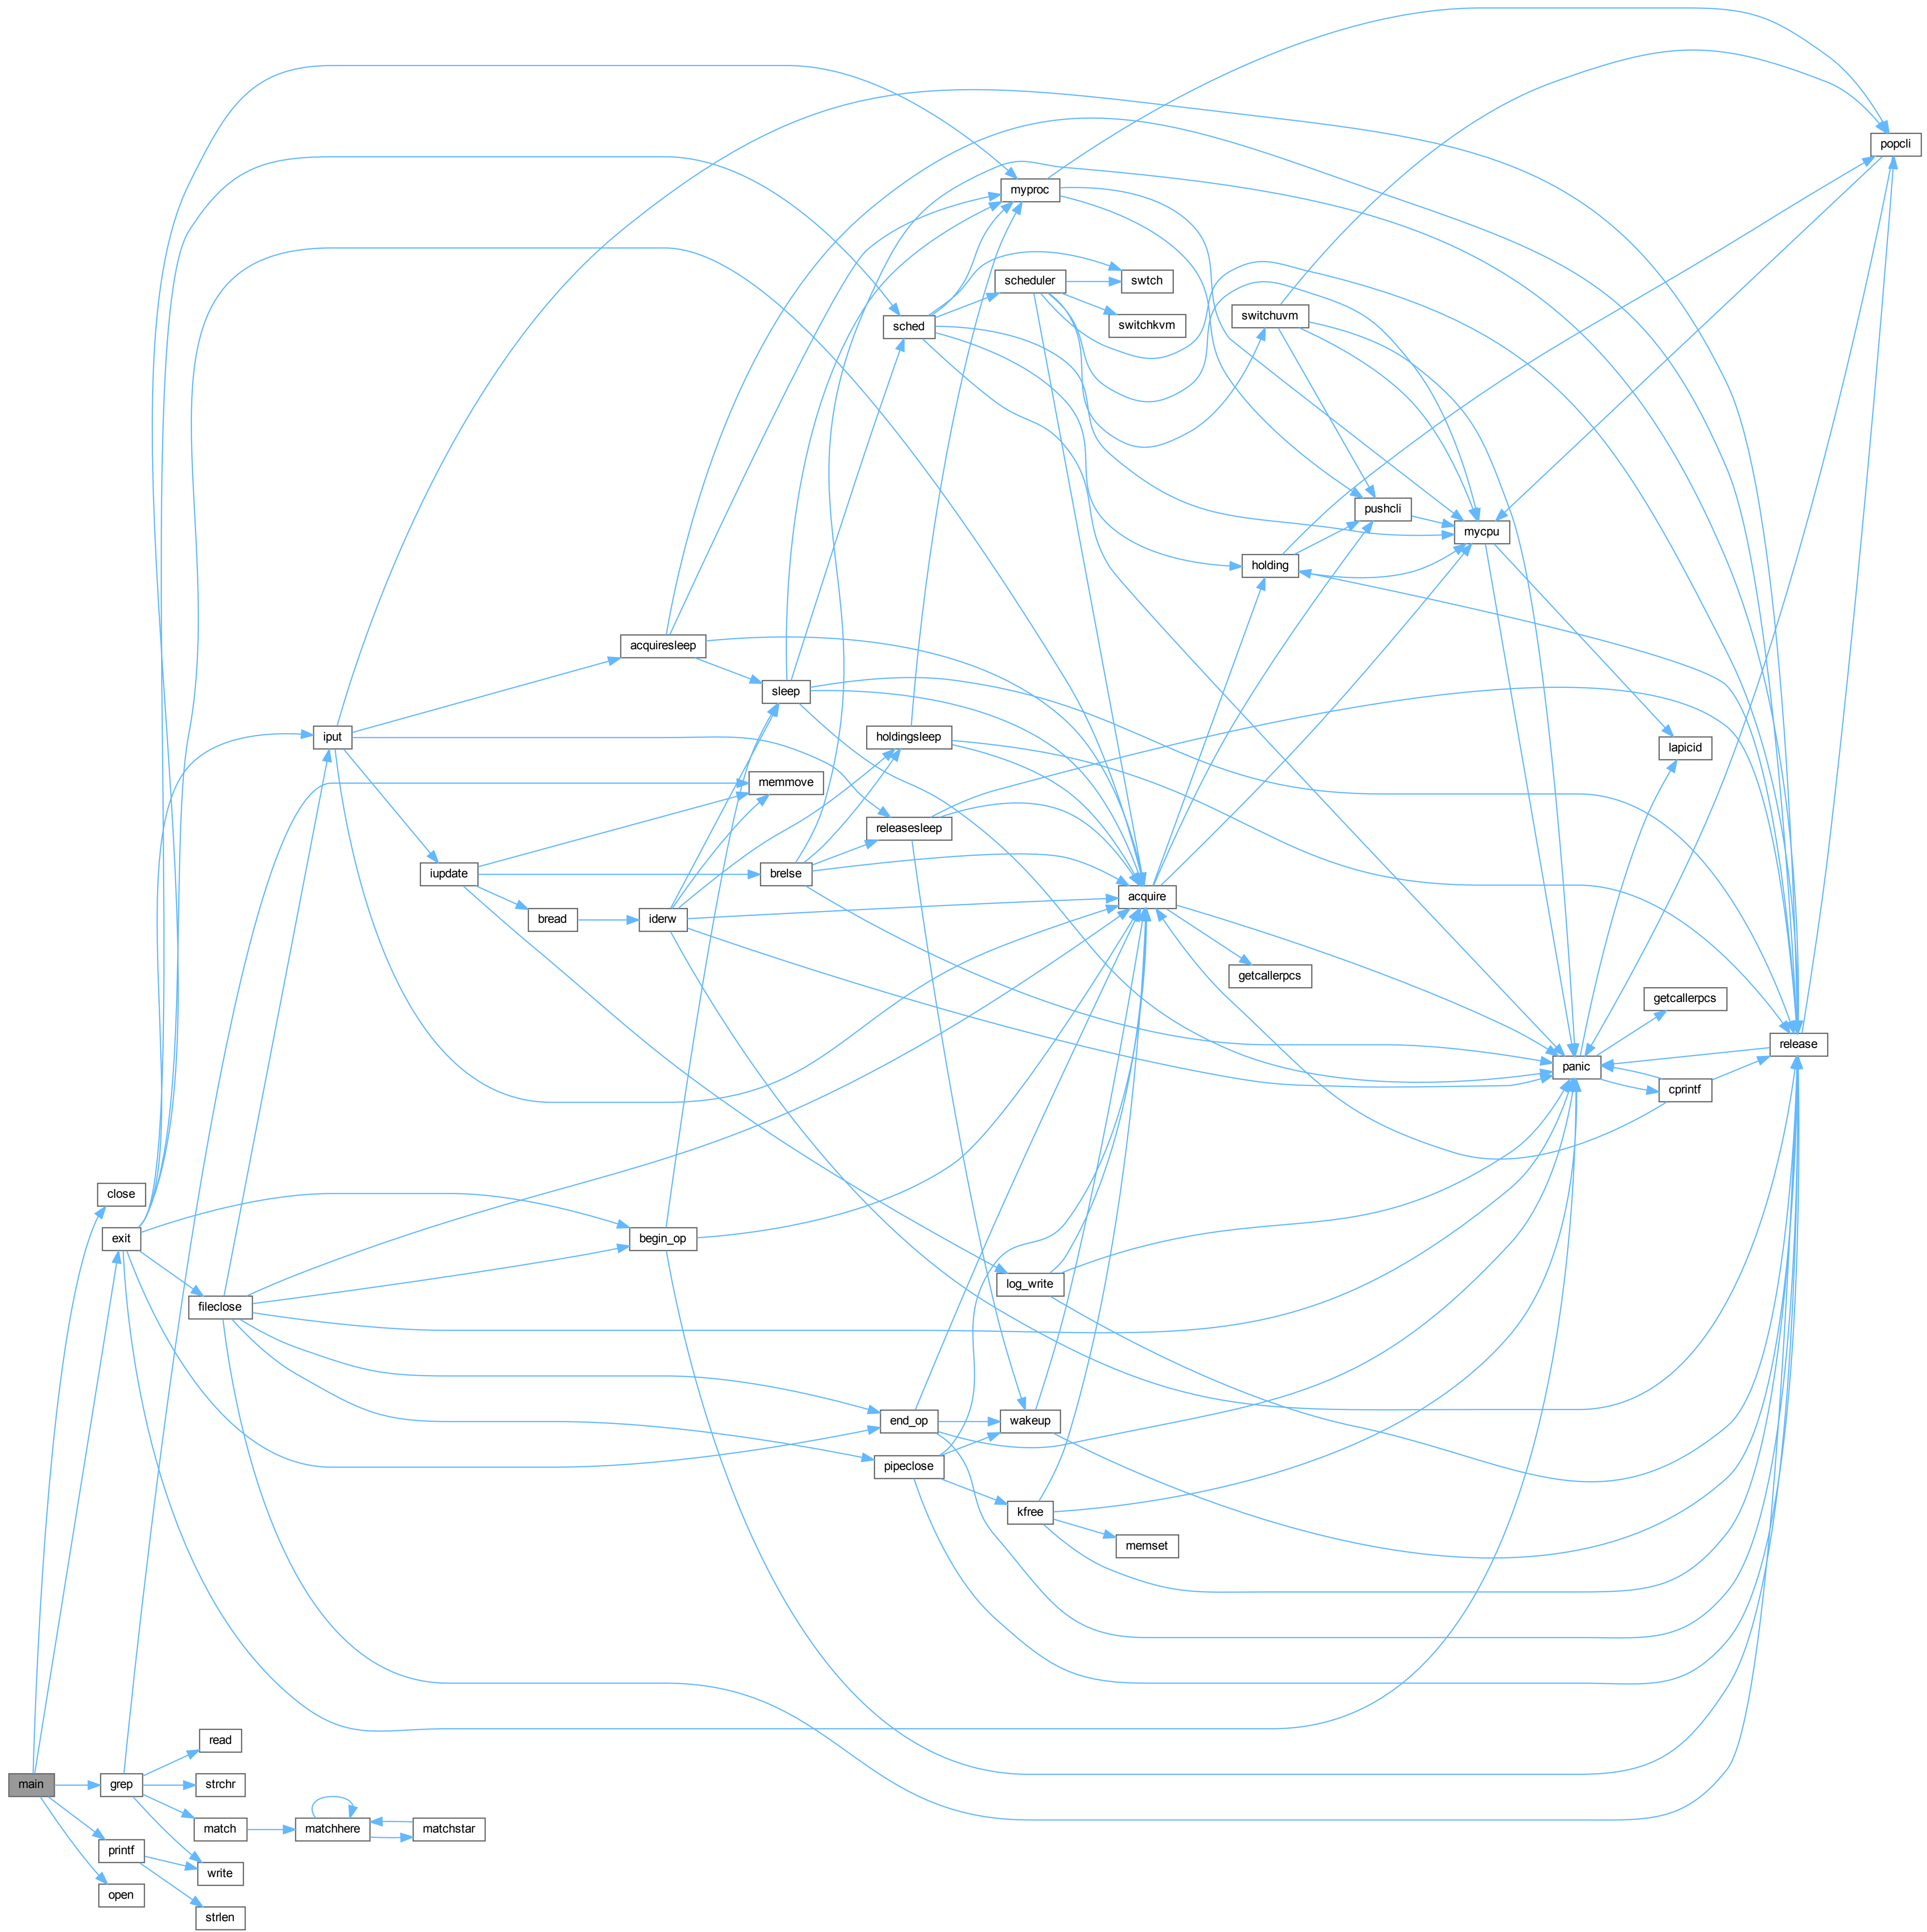 popcli
myproc
scheduler
swtch
switchuvm
sched
switchkvm
pushcli
mycpu
holding
acquiresleep
sleep
iput
holdingsleep
lapicid
memmove
releasesleep
iupdate
brelse
acquire
bread
iderw
getcallerpcs
getcallerpcs
release
panic
cprintf
close
exit
begin_op
log_write
fileclose
end_op
wakeup
pipeclose
kfree
memset
read
main
grep
strchr
match
matchhere
matchstar
printf
write
open
strlen